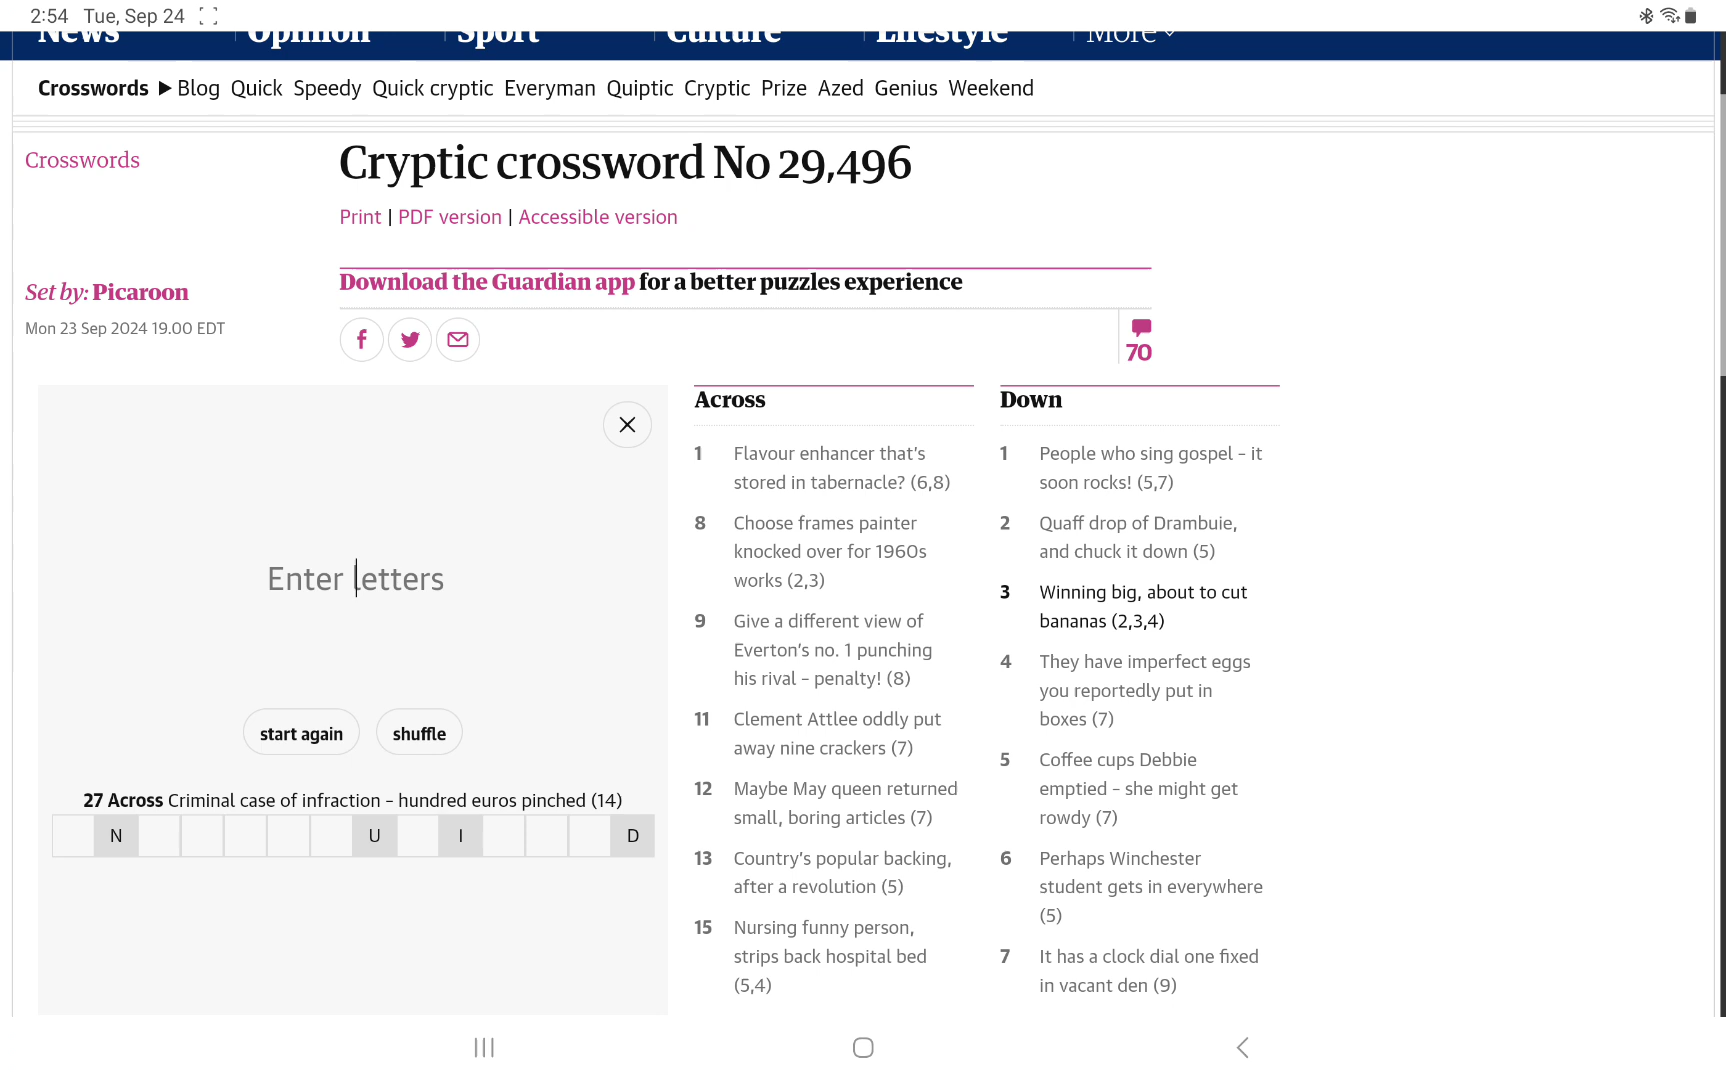 2:54 Tue, Sep 24
News Opinion Sport Culture Lifestyle More
Crosswords ▶ Blog Quick Speedy Quick cryptic Everyman Quiptic Cryptic Prize Azed Genius Weekend
Crosswords
Cryptic crossword No 29,496
Print | PDF version | Accessible version
Set by: Picaroon
Mon 23 Sep 2024 19.00 EDT
Download the Guardian app for a better puzzles experience
70
Enter letters
start again shuffle
27 Across Criminal case of infraction – hundred euros pinched (14)
N U I D
Across
1 Flavour enhancer that's
stored in tabernacle? (6,8)
8 Choose frames painter
knocked over for 1960s
works (2,3)
9 Give a different view of
Everton's no. 1 punching
his rival – penalty! (8)
11 Clement Attlee oddly put
away nine crackers (7)
12 Maybe May queen returned
small, boring articles (7)
13 Country's popular backing,
after a revolution (5)
15 Nursing funny person,
strips back hospital bed
(5,4)
Down
1 People who sing gospel – it
soon rocks! (5,7)
2 Quaff drop of Drambuie,
and chuck it down (5)
3 Winning big, about to cut
bananas (2,3,4)
4 They have imperfect eggs
you reportedly put in
boxes (7)
5 Coffee cups Debbie
emptied – she might get
rowdy (7)
6 Perhaps Winchester
student gets in everywhere
(5)
7 It has a clock dial one fixed
in vacant den (9)